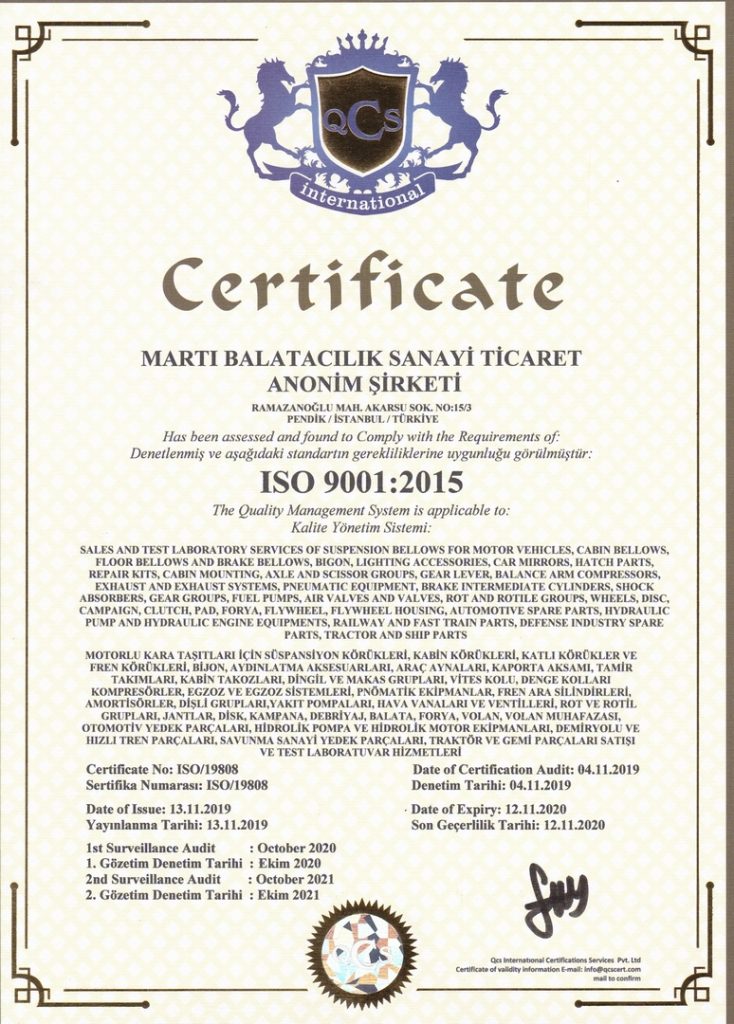 QCS
international
Certificate
MARTI BALATACILIK SANAYİ TİCARET
ANONİM ŞİRKETİ
RAMAZANOĞLU MAH. AKARSU SOK. NO:15/3
PENDİK / İSTANBUL / TÜRKİYE
Has been assessed and found to Comply with the Requirements of:
Denetlenmiş ve aşağıdaki standartın gerekliliklerine uygunluğu görülmüştür:
ISO 9001:2015
The Quality Management System is applicable to:
Kalite Yönetim Sistemi:
SALES AND TEST LABORATORY SERVICES OF SUSPENSION BELLOWS FOR MOTOR VEHICLES, CABIN BELLOWS,
FLOOR BELLOWS AND BRAKE BELLOWS, BIGON, LIGHTING ACCESSORIES, CAR MIRRORS, HATCH PARTS,
REPAIR KITS, CABIN MOUNTING, AXLE AND SCISSOR GROUPS, GEAR LEVER, BALANCE ARM COMPRESSORS,
EXHAUST AND EXHAUST SYSTEMS, PNEUMATIC EQUIPMENT, BRAKE INTERMEDIATE CYLINDERS, SHOCK
ABSORBERS, GEAR GROUPS, FUEL PUMPS, AIR VALVES AND VALVES, ROT AND ROTILE GROUPS, WHEELS, DISC,
CAMPAIGN, CLUTCH, PAD, FORYA, FLYWHEEL, FLYWHEEL HOUSING, AUTOMOTIVE SPARE PARTS, HYDRAULIC
PUMP AND HYDRAULIC ENGINE EQUIPMENTS, RAILWAY AND FAST TRAIN PARTS, DEFENSE INDUSTRY SPARE
PARTS, TRACTOR AND SHIP PARTS
MOTORLU KARA TAŞITLARI İÇİN SÜSPANSİYON KÖRÜKLERİ, KABİN KÖRÜKLERİ, KATLI KÖRÜKLER VE
FREN KÖRÜKLERİ, BİJON, AYDINLATMA AKSESUARLARI, ARAÇ AYNALARI, KAPORTA AKSAMI, TAMİR
TAKIMLARI, KABİN TAKOZLARI, DİNGİL VE MAKAS GRUPLARI, VİTES KOLU, DENGE KOLLARI
KOMPRESÖRLER, EGZOZ VE EGZOZ SİSTEMLERİ, PNÖMATİK EKİPMANLAR, FREN ARA SİLİNDİRLERİ,
AMORTİSÖRLER, DİŞLİ GRUPLARI,YAKIT POMPALARI, HAVA VANALARI VE VENTİLLERİ, ROT VE ROTİL
GRUPLARI, JANTLAR, DİSK, KAMPANA, DEBRİYAJ, BALATA, FORYA, VOLAN, VOLAN MUHAFAZASI,
OTOMOTİV YEDEK PARÇALARI, HİDROLİK POMPA VE HİDROLİK MOTOR EKİPMANLARI, DEMİRYOLU VE
HIZLI TREN PARÇALARI, SAVUNMA SANAYİ YEDEK PARÇALARI, TRAKTÖR VE GEMİ PARÇALARI SATIŞI
VE TEST LABORATUVAR HİZMETLERİ
Certificate No: ISO/19808
Sertifika Numarası: ISO/19808
Date of Certification Audit: 04.11.2019
Denetim Tarihi: 04.11.2019
Date of Issue: 13.11.2019
Yayınlanma Tarihi: 13.11.2019
Date of Expiry: 12.11.2020
Son Geçerlilik Tarihi: 12.11.2020
1st Surveillance Audit : October 2020
1. Gözetim Denetim Tarihi : Ekim 2020
2nd Surveillance Audit : October 2021
2. Gözetim Denetim Tarihi : Ekim 2021
QCS
Qcs International Certifications Services Pvt. Ltd
Certificate of validity information E-mail: info@qcscert.com
mail to confirm